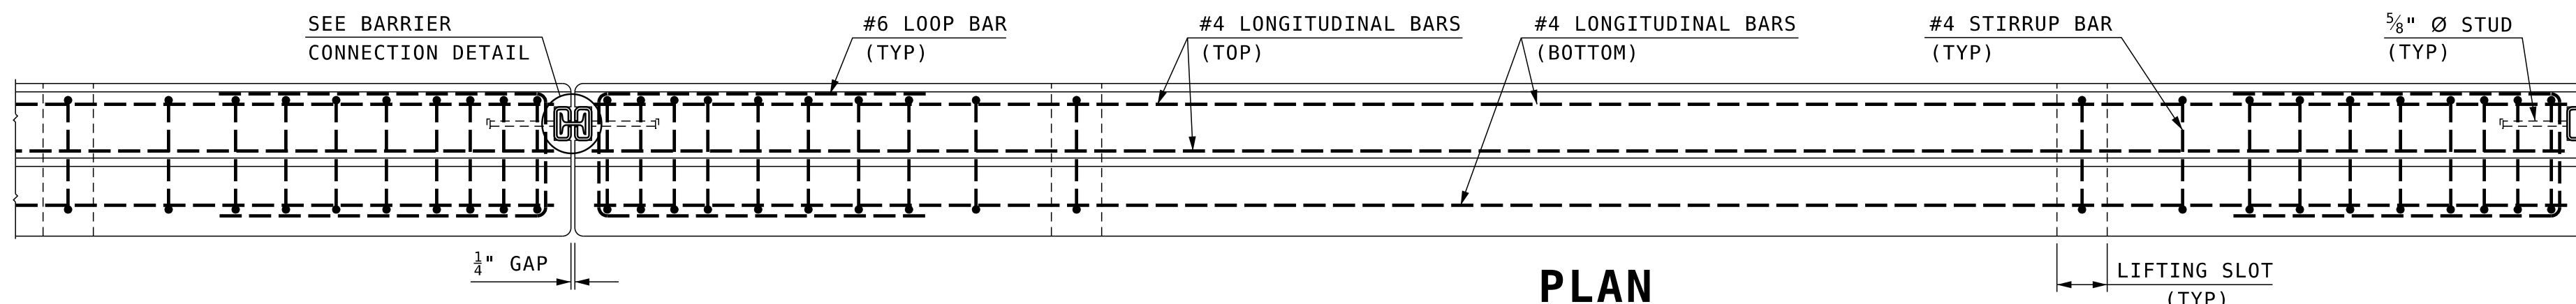 SEE BARRIER
CONNECTION DETAIL
#6 LOOP BAR
(TYP)
#4 LONGITUDINAL BARS
(TOP)
#4 LONGITUDINAL BARS
(BOTTOM)
#4 STIRRUP BAR
(TYP)
⅝" Ø STUD
(TYP)
¼" GAP
PLAN
LIFTING SLOT
(TYP)